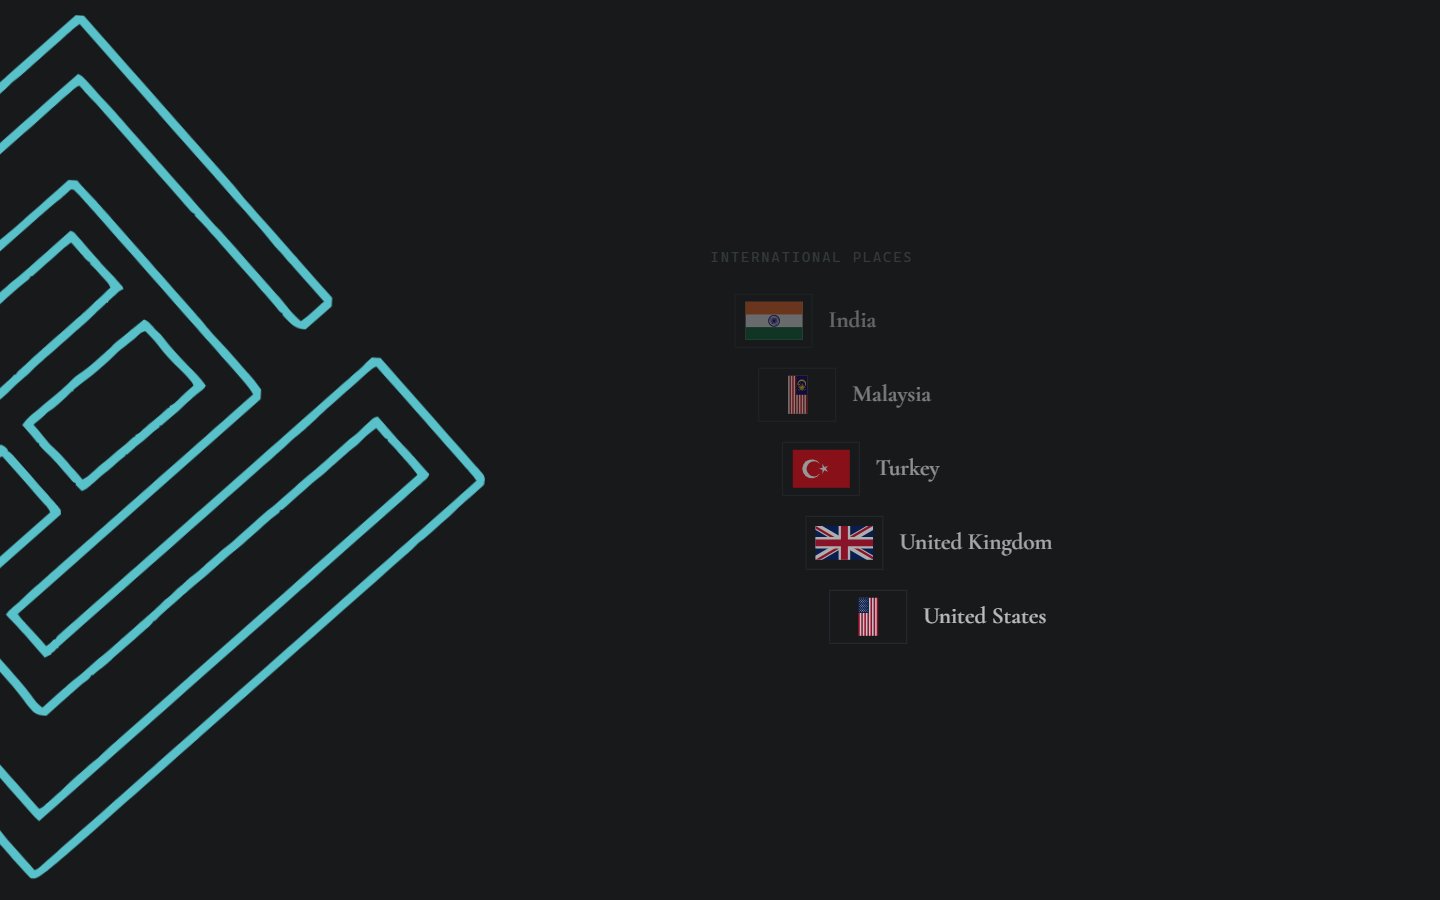 INTERNATIONAL PLACES
India
Malaysia
Turkey
United Kingdom
United States